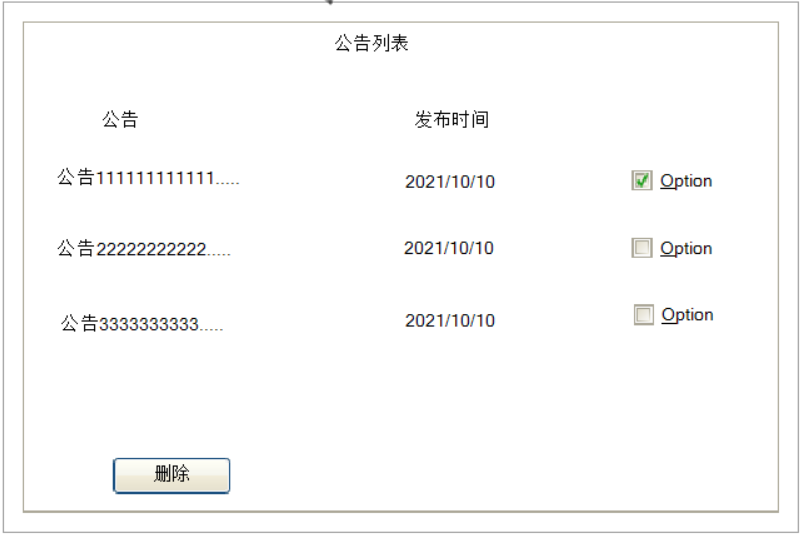 公告列表
公告 发布时间
公告111111111111..... 2021/10/10 Option
公告22222222222..... 2021/10/10 Option
公告3333333333..... 2021/10/10 Option
删除